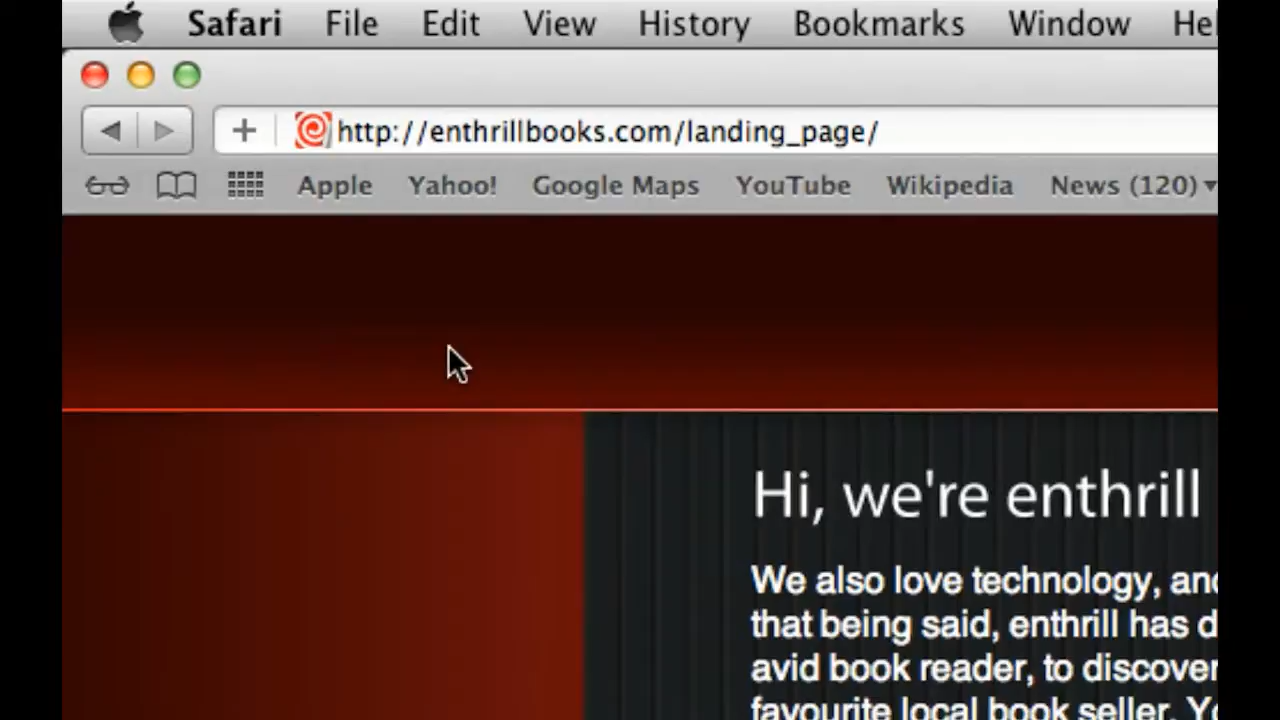 Safari File Edit View History Bookmarks Window
http://enthrillbooks.com/landing_page/
Apple Yahoo! Google Maps YouTube Wikipedia News (120)
Hi, we're enthrill
We also love technology, and
that being said, enthrill has d
avid book reader, to discover
favourite local book seller.